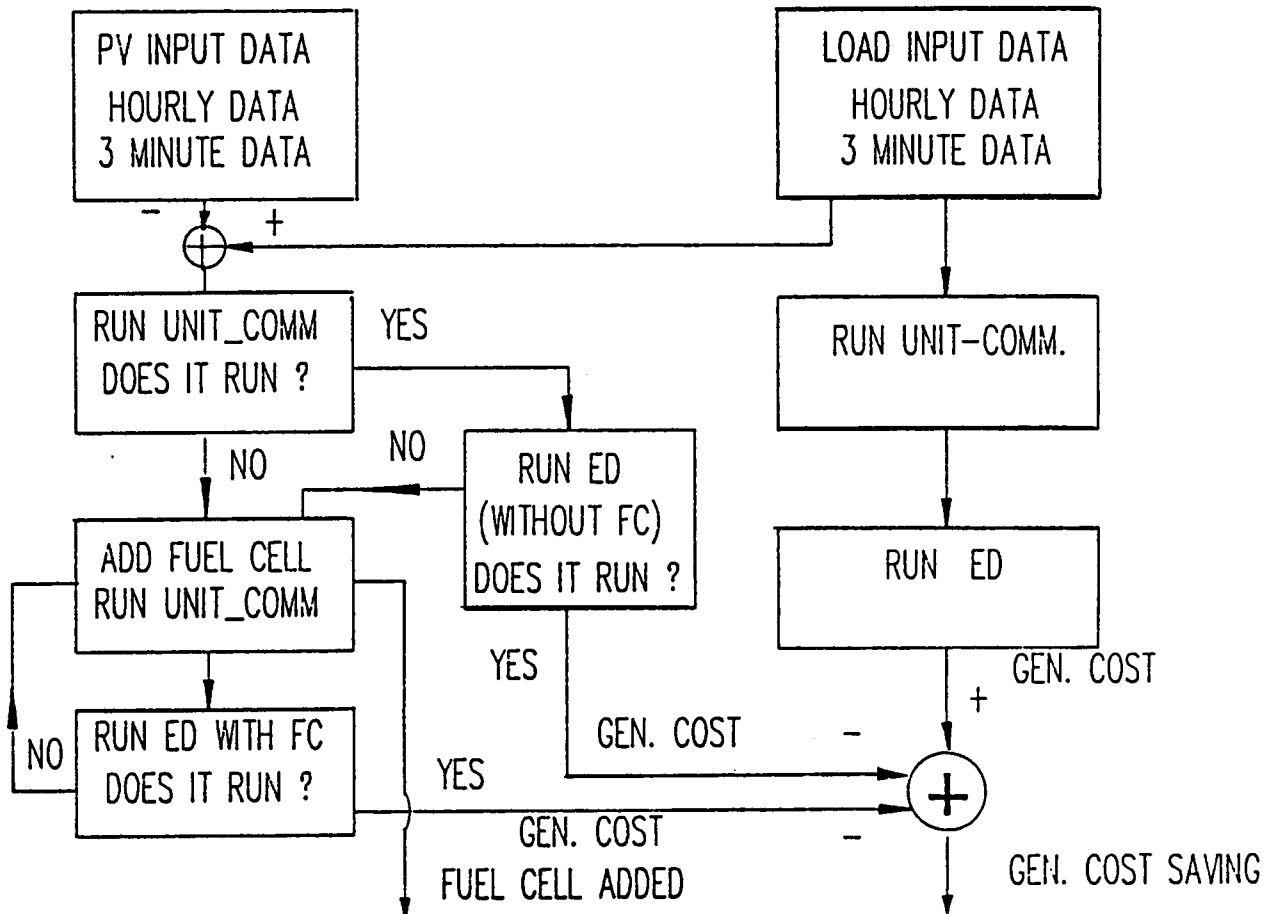 PV INPUT DATA
HOURLY DATA
3 MINUTE DATA
LOAD INPUT DATA
HOURLY DATA
3 MINUTE DATA
-
+
RUN UNIT_COMM
DOES IT RUN ?
YES
RUN UNIT-COMM.
NO
NO
RUN ED
(WITHOUT FC)
DOES IT RUN ?
ADD FUEL CELL
RUN UNIT_COMM
RUN ED
YES
GEN. COST
+
RUN ED WITH FC
DOES IT RUN ?
NO
YES
GEN. COST
-
+
GEN. COST
-
FUEL CELL ADDED
GEN. COST SAVING